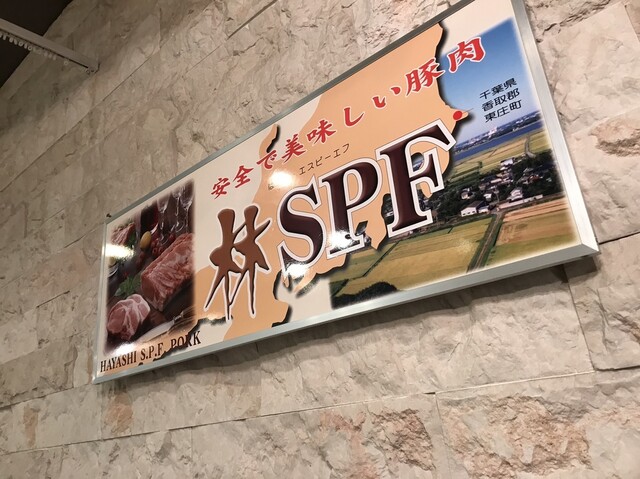 安全で美味しい豚肉
千葉県
香取郡
東庄町
エスピーエフ
林SPF
HAYASHI S.P.F. PORK